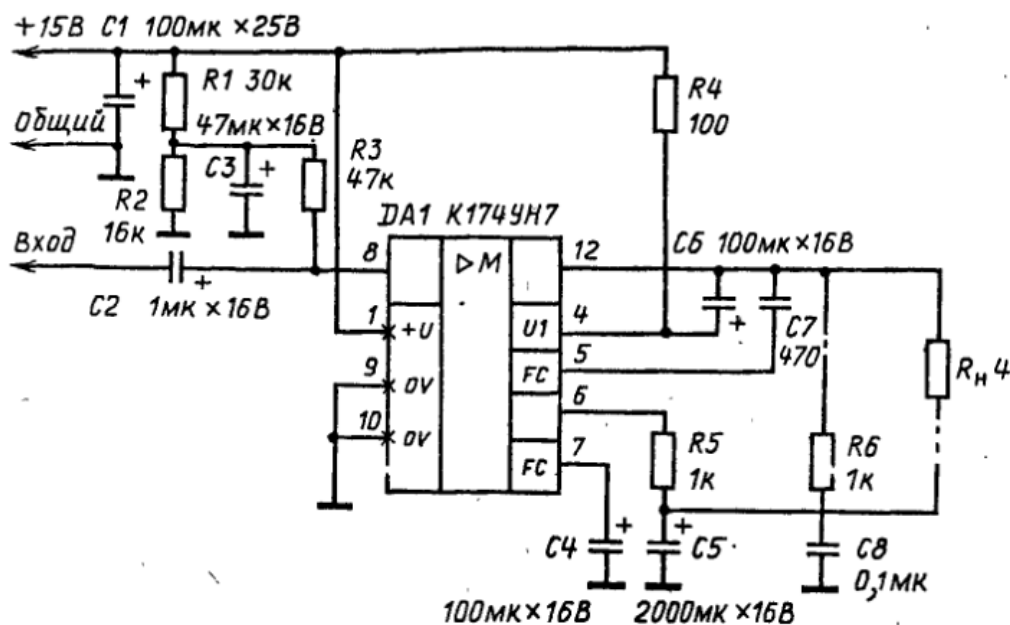 +15В C1 100мк ×25В
R1 30к
R4
100
Общий
47мк×16В
C3
+
+
R3
47к
R2
16к
DA1 К174УН7
Вход
8
▷M
12
C6 100мк×16В
C2
+
1мк×16В
1
+U
U1
4
+
C7
470
Rн 4
9
0V
FC
5
10
0V
6
R5
1к
R6
1к
FC
7
C4
+
+
C5
C8
0,1мк
100мк×16В
2000мк×16В